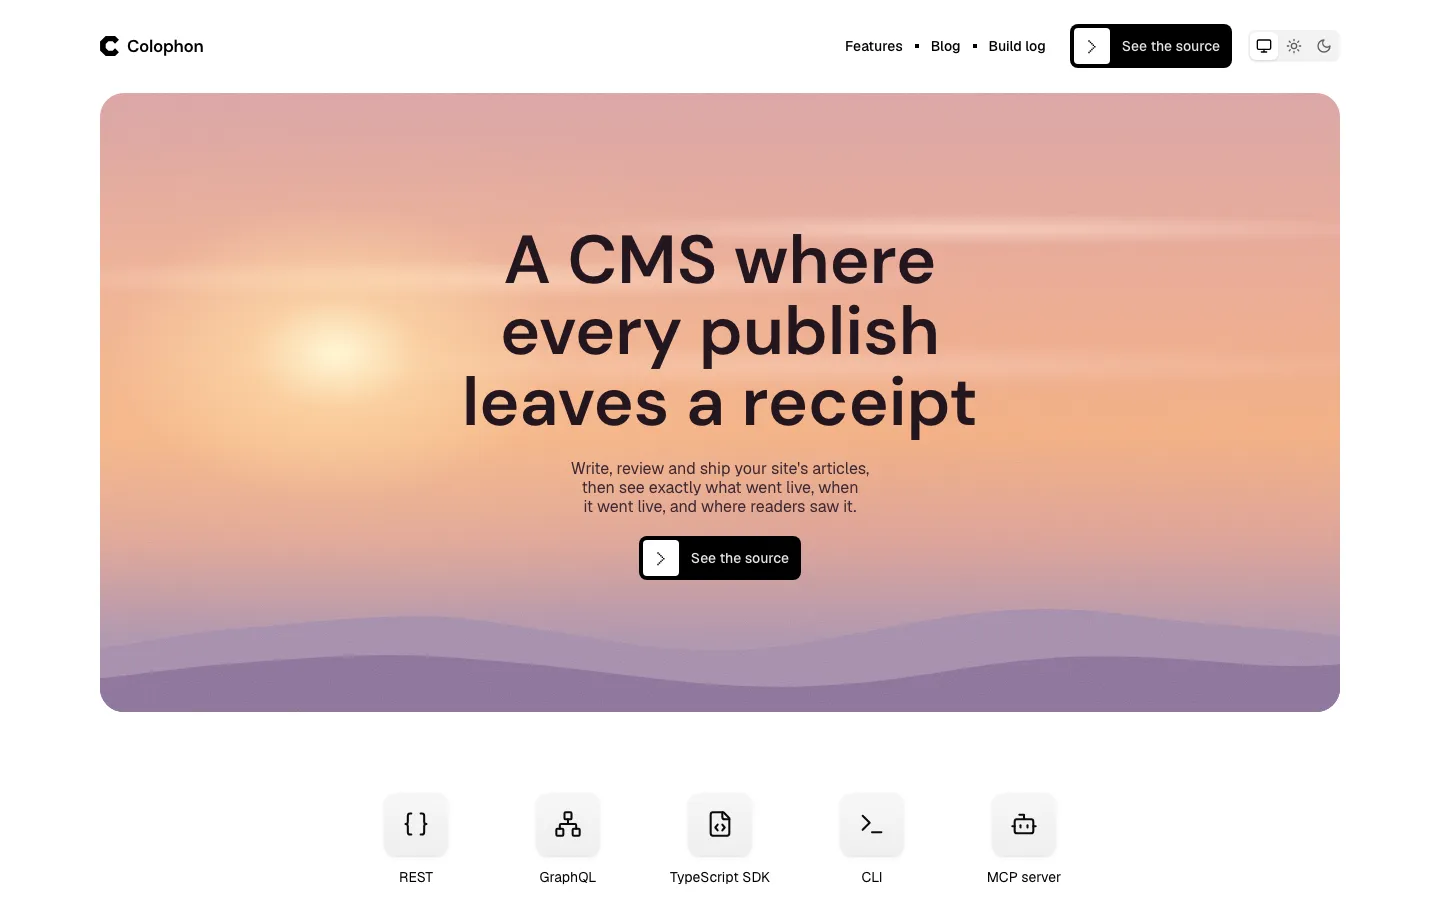 Colophon
Features
Blog
Build log
See the source
A CMS where
every publish
leaves a receipt
Write, review and ship your site's articles,
then see exactly what went live, when
it went live, and where readers saw it.
See the source
REST
GraphQL
TypeScript SDK
CLI
MCP server